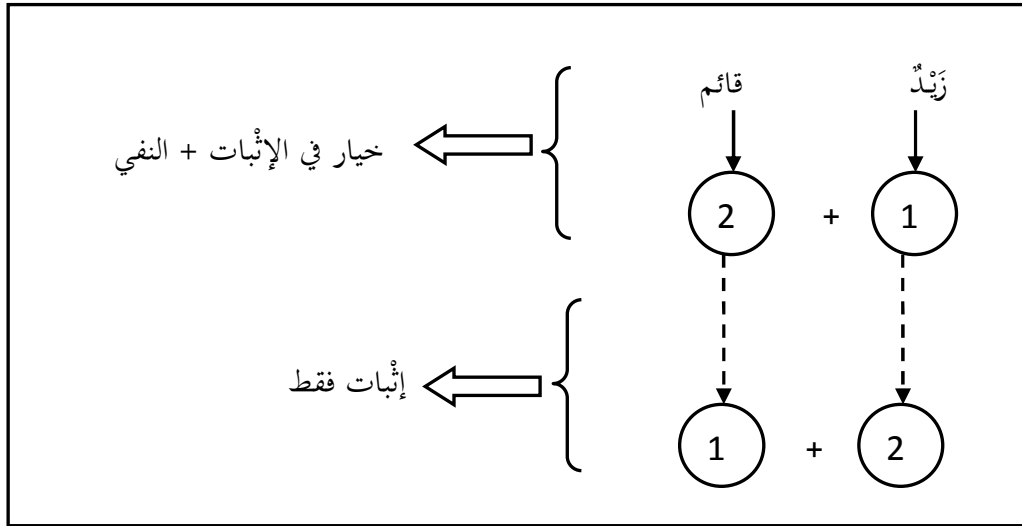 زَيْدٌ قائم
خيار في الإثْبات + النفي
1 + 2
إثْبات فقط
2 + 1